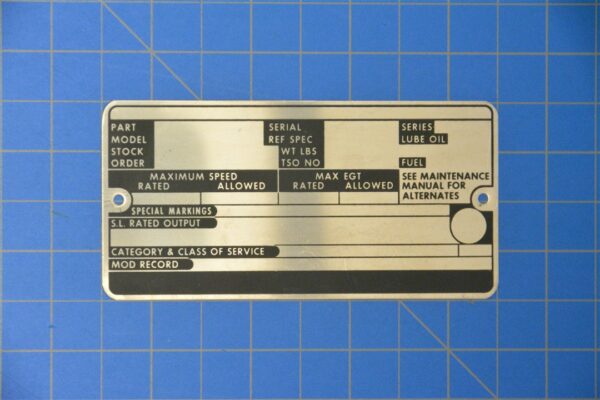 PART SERIAL SERIES
MODEL REF SPEC LUBE OIL
STOCK WT LBS
ORDER TSO NO FUEL
MAXIMUM SPEED MAX EGT SEE MAINTENANCE
RATED ALLOWED RATED ALLOWED MANUAL FOR
ALTERNATES
SPECIAL MARKINGS
S.L. RATED OUTPUT
CATEGORY & CLASS OF SERVICE
MOD RECORD